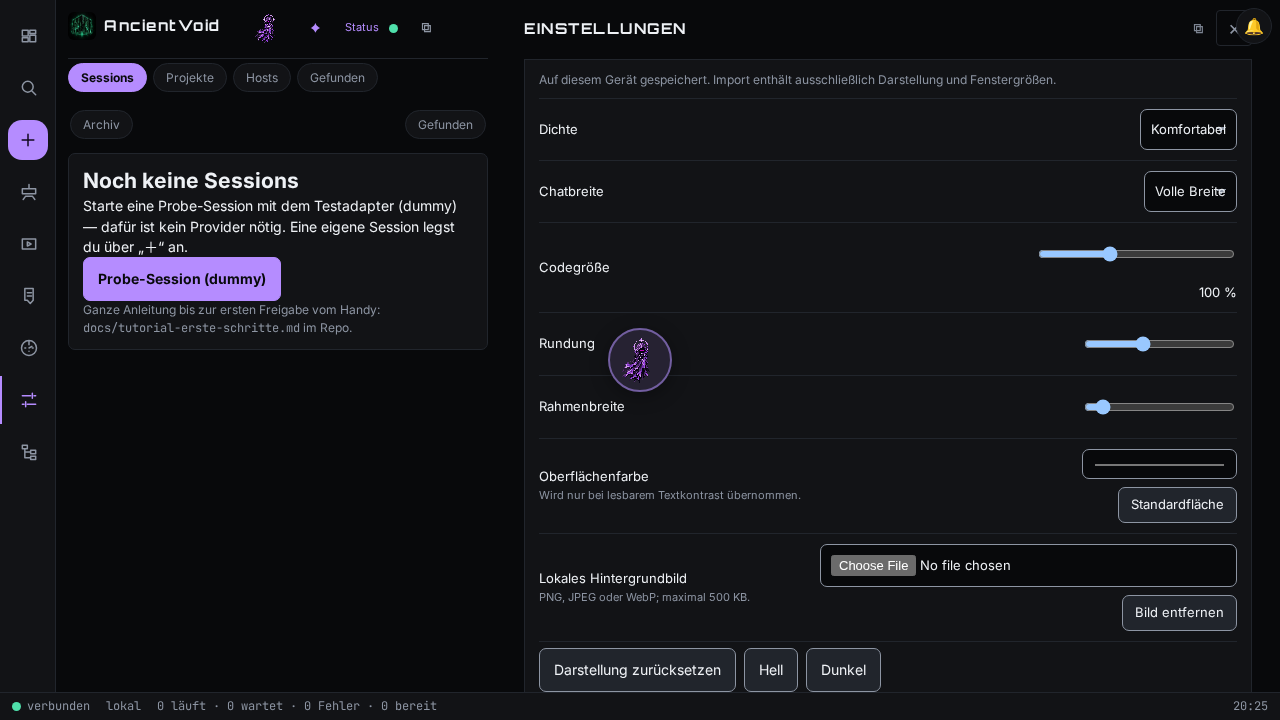 AncientVoid
Status
Sessions
Projekte
Hosts
Gefunden
Archiv
Gefunden
Noch keine Sessions
Starte eine Probe-Session mit dem Testadapter (dummy)
— dafür ist kein Provider nötig. Eine eigene Session legst
du über „＋“ an.
Probe-Session (dummy)
Ganze Anleitung bis zur ersten Freigabe vom Handy:
docs/tutorial-erste-schritte.md im Repo.
EINSTELLUNGEN
Auf diesem Gerät gespeichert. Import enthält ausschließlich Darstellung und Fenstergrößen.
Dichte
Komfortabel
Chatbreite
Volle Breite
Codegröße
100 %
Rundung
Rahmenbreite
Oberflächenfarbe
Wird nur bei lesbarem Textkontrast übernommen.
Standardfläche
Lokales Hintergrundbild
PNG, JPEG oder WebP; maximal 500 KB.
Choose File No file chosen
Bild entfernen
Darstellung zurücksetzen
Hell
Dunkel
verbunden lokal 0 läuft · 0 wartet · 0 Fehler · 0 bereit
20:25